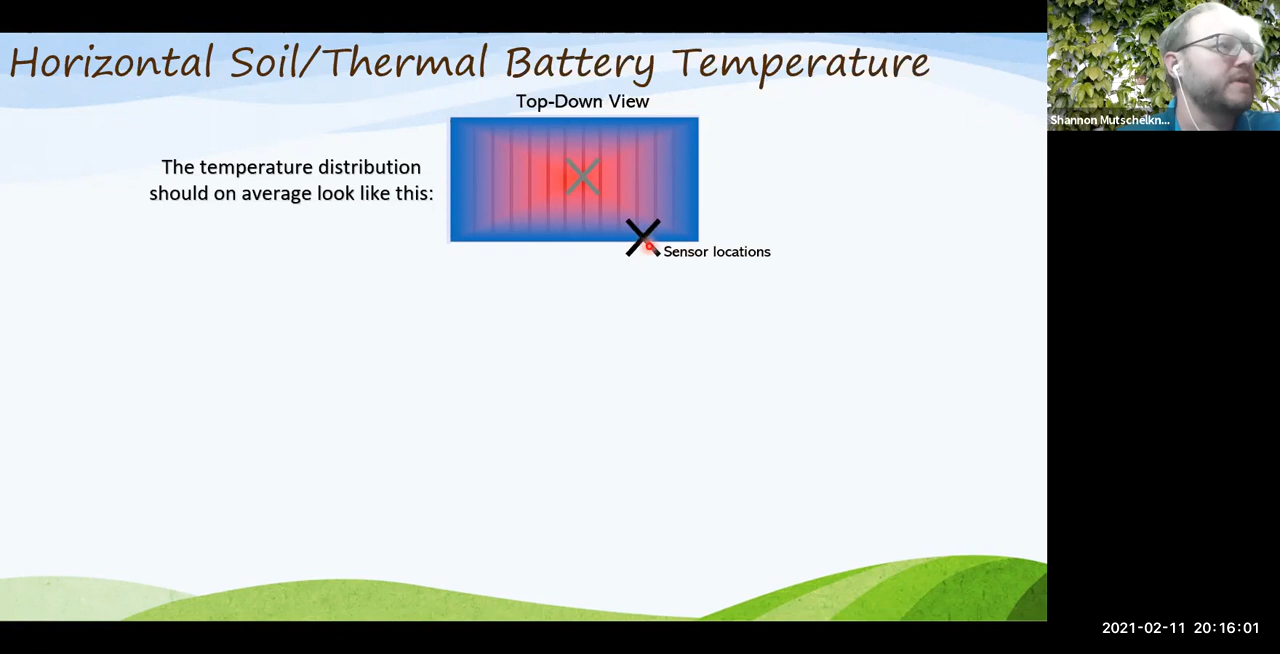 Horizontal Soil/Thermal Battery Temperature
Top-Down View
The temperature distribution
should on average look like this:
Sensor locations
Shannon Mutschelkn...
2021-02-11 20:16:01